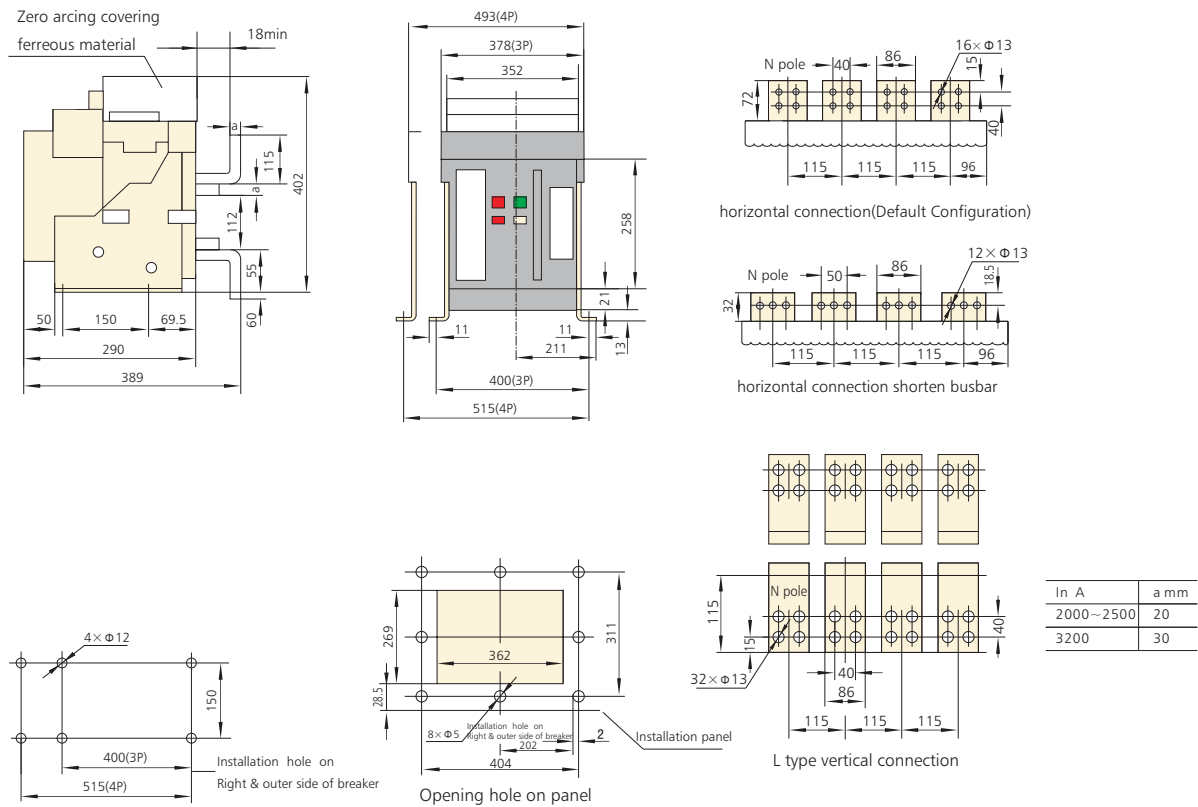 Zero arcing covering
ferreous material
18min
a
115
402
a
112
55
60
50
150
69.5
290
389
493(4P)
378(3P)
352
258
21
13
11
11
211
400(3P)
515(4P)
16×Φ13
N pole
40
86
15
72
40
115
115
115
96
horizontal connection(Default Configuration)
12×Φ13
N pole
50
86
18.5
32
115
115
115
96
horizontal connection shorten busbar
4×Φ12
150
400(3P)
515(4P)
Installation hole on
Right & outer side of breaker
269
362
311
28.5
8×Φ5
Installation hole on
Right & outer side of breaker
202
2
404
Installation panel
Opening hole on panel
N pole
115
15
40
32×Φ13
40
86
115
115
115
L type vertical connection
In A a mm
2000~2500 20
3200 30